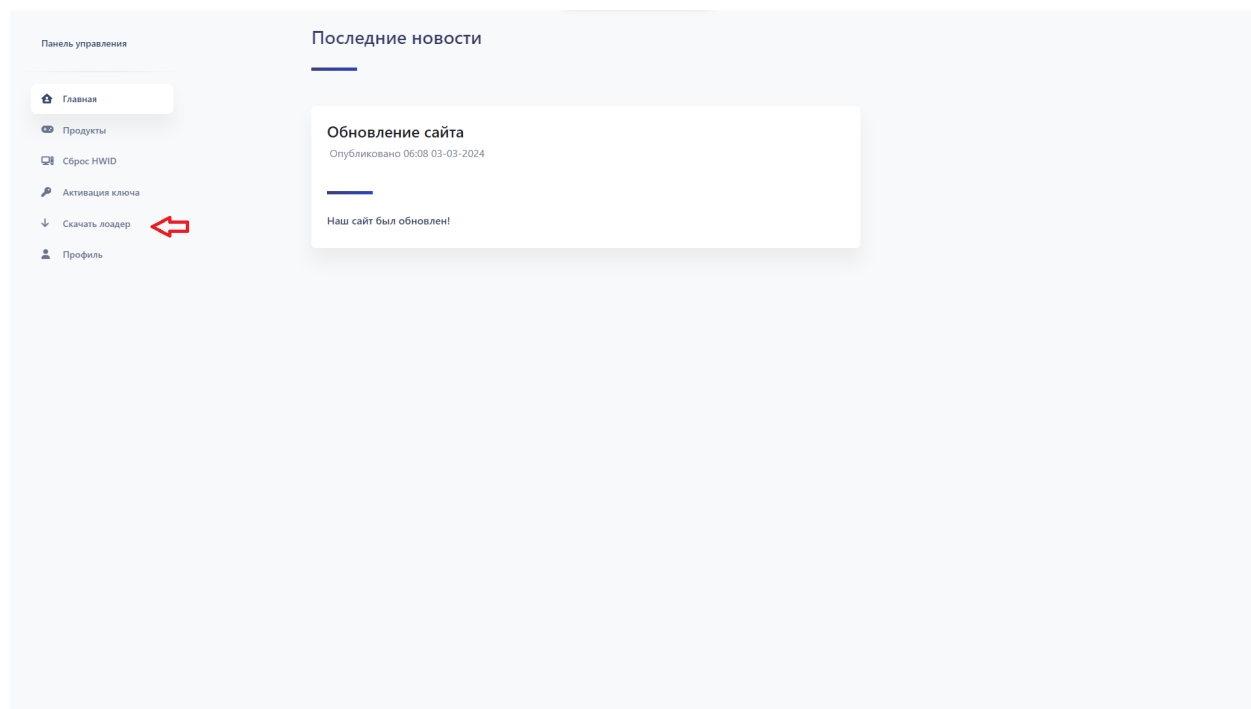 Панель управления
Главная
Продукты
Сброс HWID
Активация ключа
Скачать лоадер
Профиль
Последние новости
Обновление сайта
Опубликовано 06:08 03-03-2024
Наш сайт был обновлен!